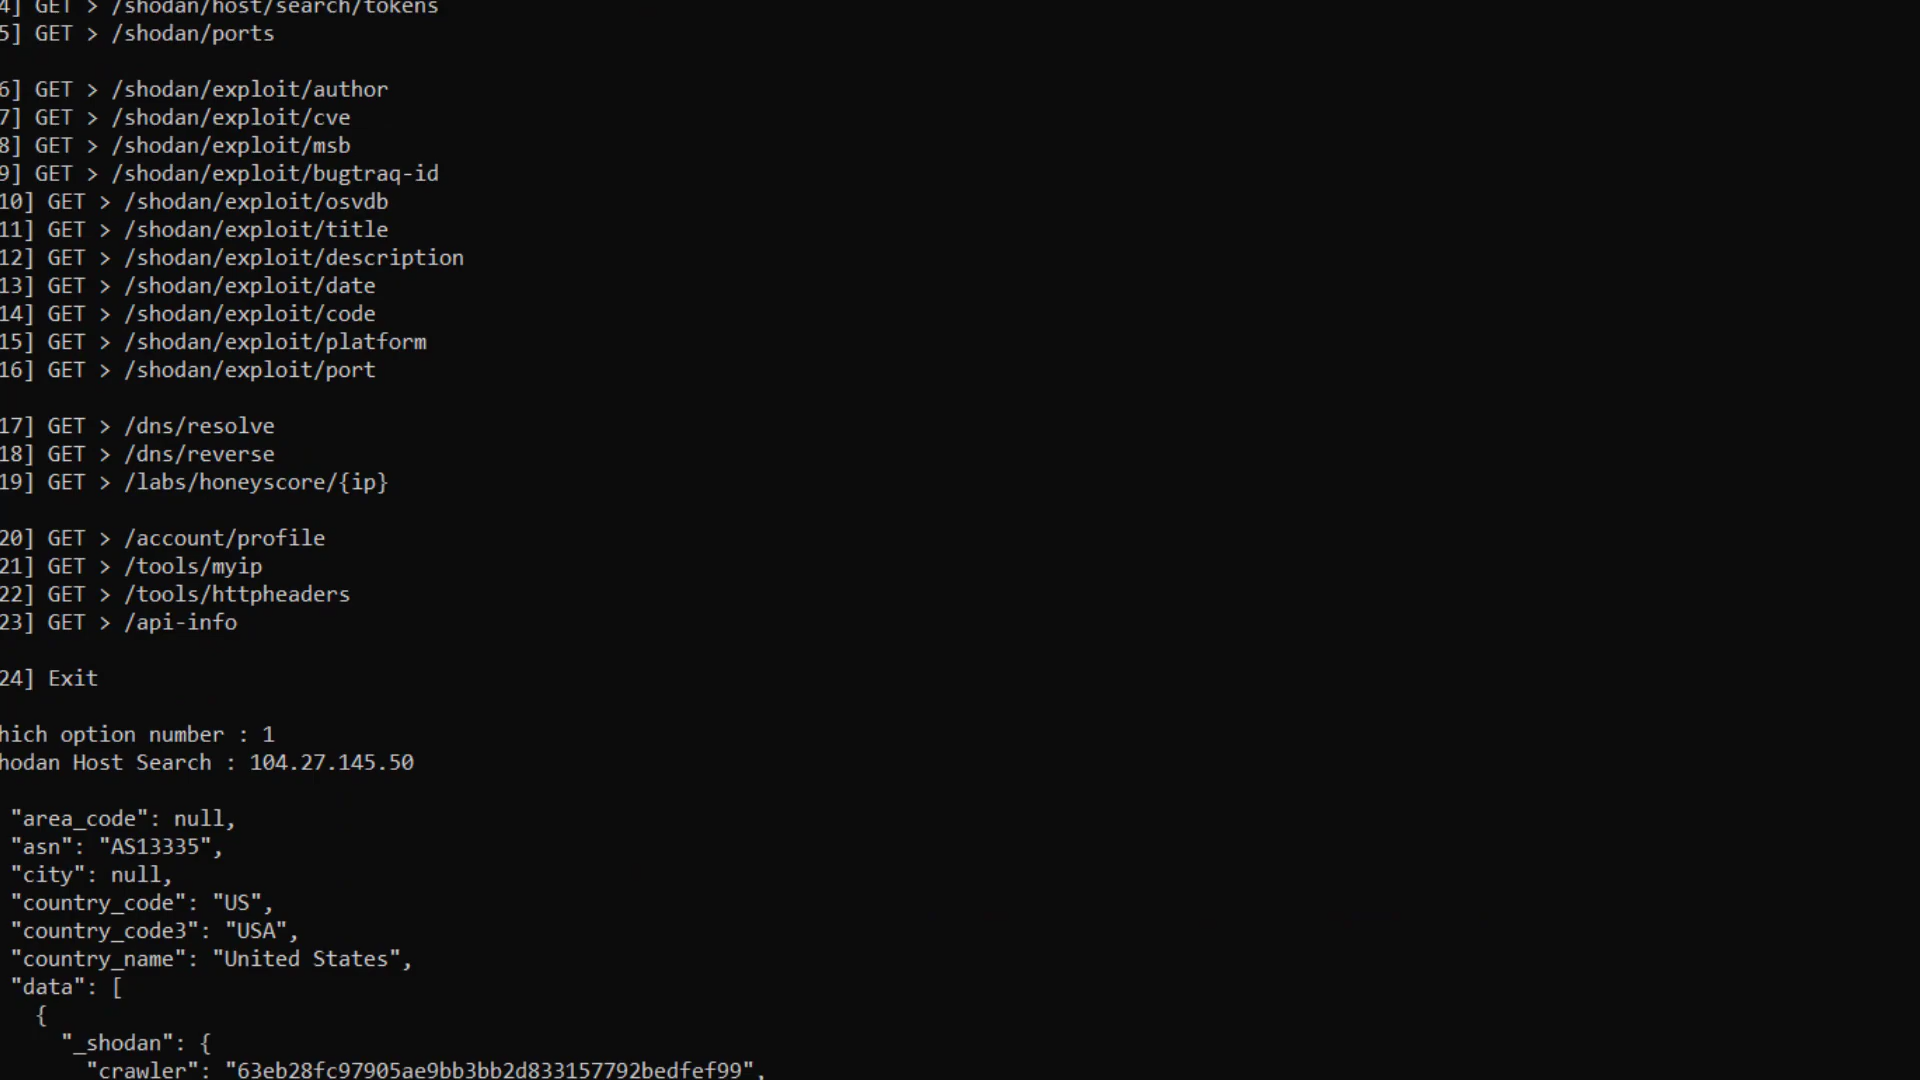 4] GET > /shodan/host/search/tokens
5] GET > /shodan/ports
6] GET > /shodan/exploit/author
7] GET > /shodan/exploit/cve
8] GET > /shodan/exploit/msb
9] GET > /shodan/exploit/bugtraq-id
10] GET > /shodan/exploit/osvdb
11] GET > /shodan/exploit/title
12] GET > /shodan/exploit/description
13] GET > /shodan/exploit/date
14] GET > /shodan/exploit/code
15] GET > /shodan/exploit/platform
16] GET > /shodan/exploit/port
17] GET > /dns/resolve
18] GET > /dns/reverse
19] GET > /labs/honeyscore/{ip}
20] GET > /account/profile
21] GET > /tools/myip
22] GET > /tools/httpheaders
23] GET > /api-info
24] Exit
hich option number : 1
hodan Host Search : 104.27.145.50
"area_code": null,
"asn": "AS13335",
"city": null,
"country_code": "US",
"country_code3": "USA",
"country_name": "United States",
"data": [
{
"_shodan": {
"crawler": "63eb28fc97905ae9bb3bb2d833157792bedfef99",